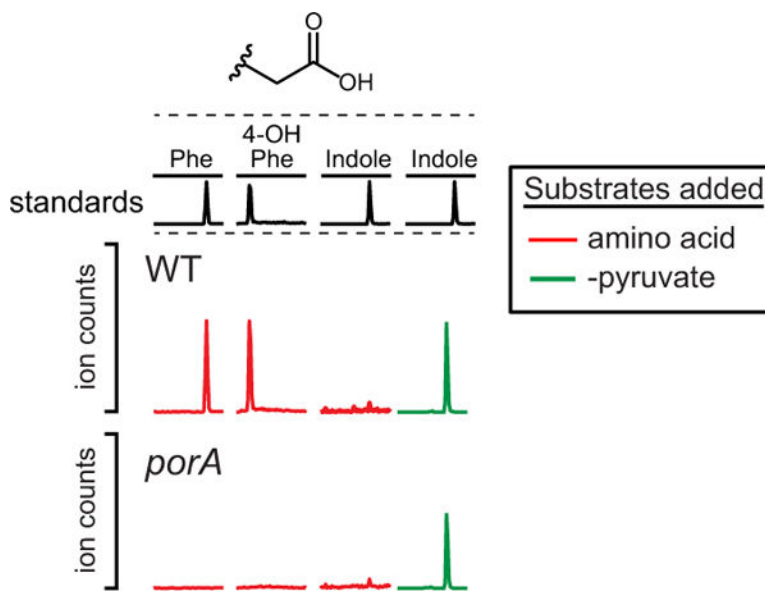 O
OH
4-OH
Phe Phe Indole Indole
standards
Substrates added
amino acid
-pyruvate
WT
ion counts
porA
ion counts